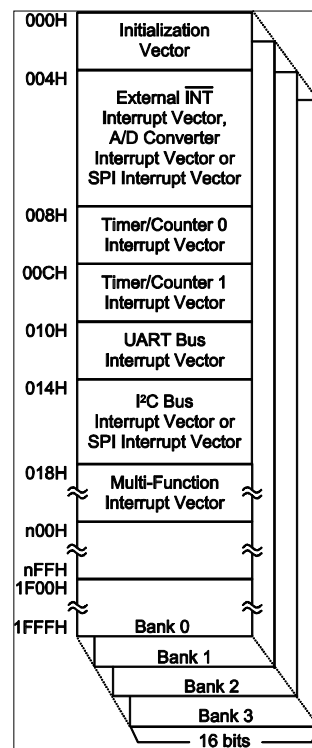 000H
Initialization
Vector
004H
External INT
Interrupt Vector,
A/D Converter
Interrupt Vector or
SPI Interrupt Vector
008H
Timer/Counter 0
Interrupt Vector
00CH
Timer/Counter 1
Interrupt Vector
010H
UART Bus
Interrupt Vector
014H
I²C Bus
Interrupt Vector or
SPI Interrupt Vector
018H
Multi-Function
Interrupt Vector
n00H
nFFH
1F00H
1FFFH
Bank 0
Bank 1
Bank 2
Bank 3
16 bits